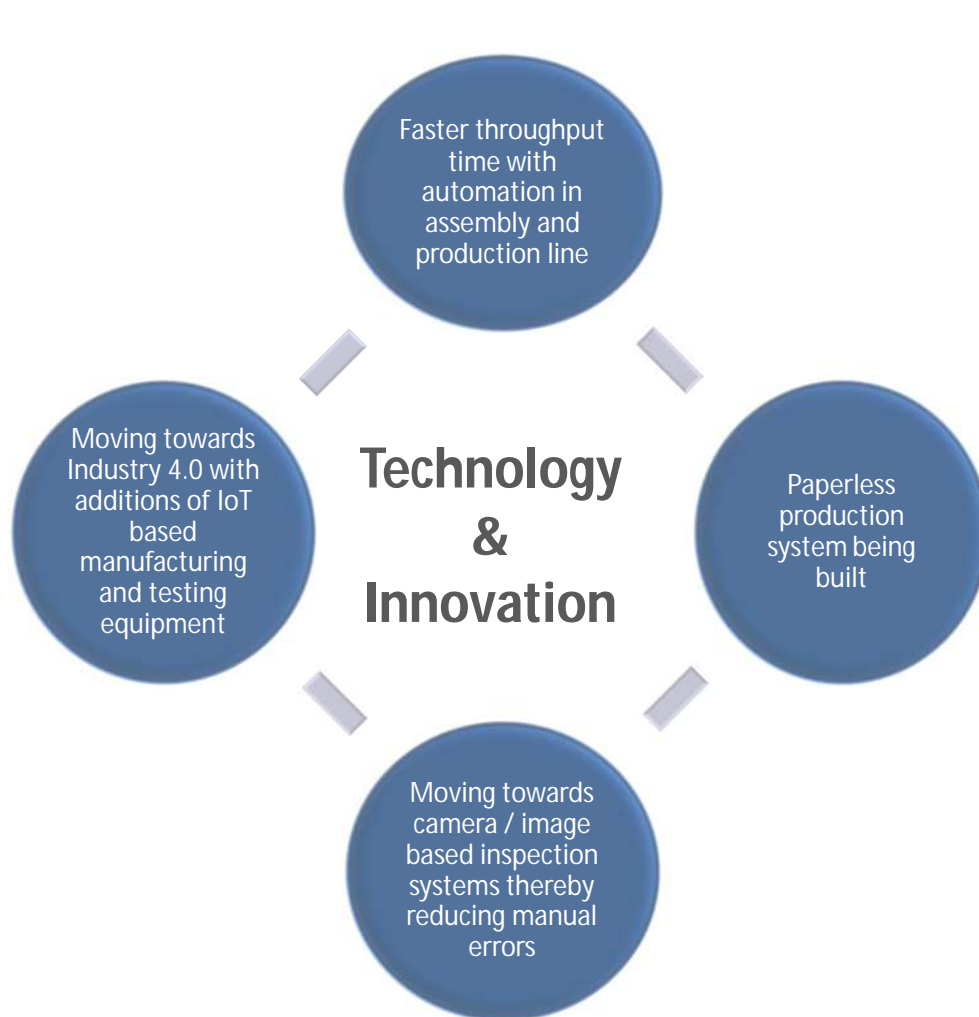 Faster throughput
time with
automation in
assembly and
production line
Moving towards
Industry 4.0 with
additions of IoT
based
manufacturing
and testing
equipment
Technology
&
Innovation
Paperless
production
system being
built
Moving towards
camera / image
based inspection
systems thereby
reducing manual
errors